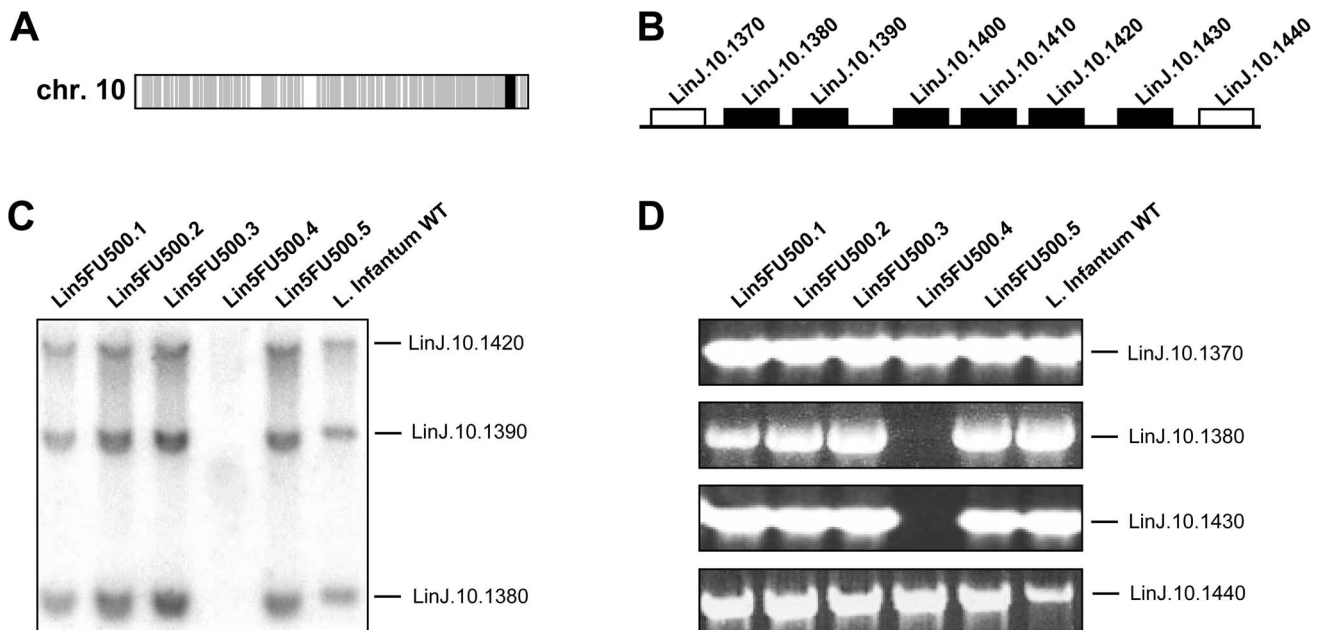 A
chr. 10
B
LinJ.10.1370
LinJ.10.1380
LinJ.10.1390
LinJ.10.1400
LinJ.10.1410
LinJ.10.1420
LinJ.10.1430
LinJ.10.1440
C
Lin5FU500.1
Lin5FU500.2
Lin5FU500.3
Lin5FU500.4
Lin5FU500.5
L. Infantum WT
LinJ.10.1420
LinJ.10.1390
LinJ.10.1380
D
Lin5FU500.1
Lin5FU500.2
Lin5FU500.3
Lin5FU500.4
Lin5FU500.5
L. Infantum WT
LinJ.10.1370
LinJ.10.1380
LinJ.10.1430
LinJ.10.1440